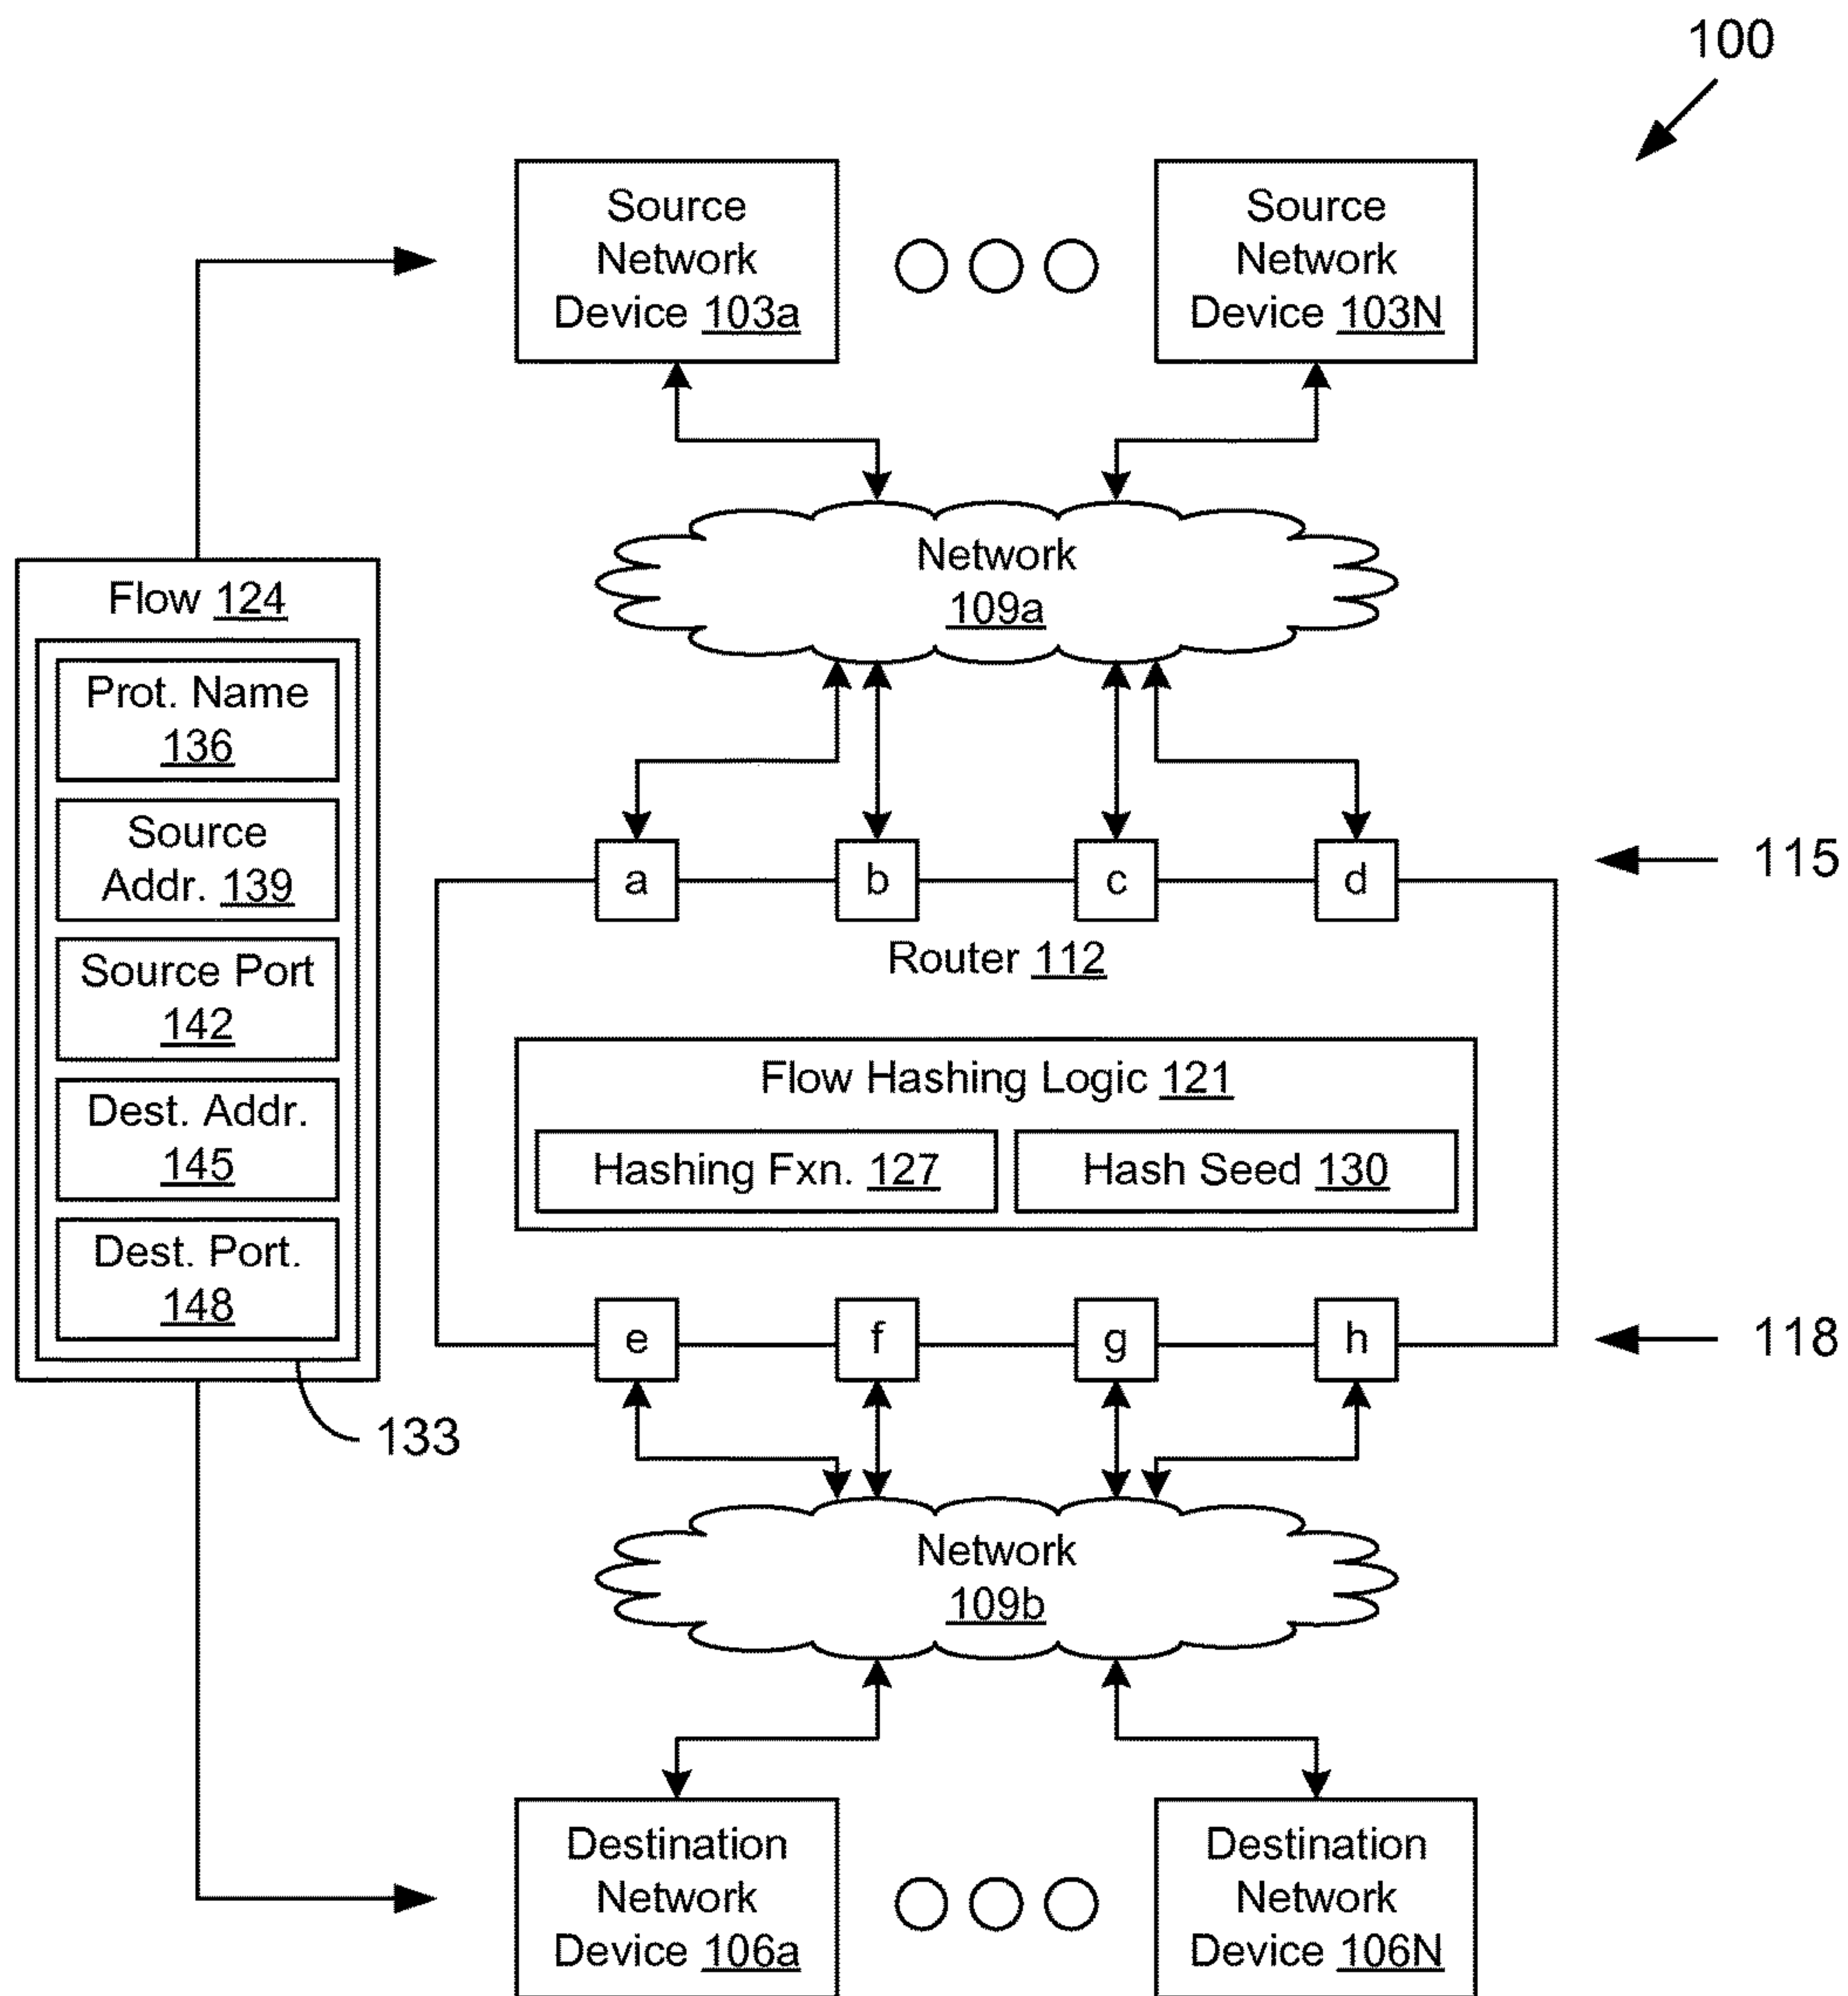 100
Source
Network
Device 103a
Source
Network
Device 103N
Network
109a
Flow 124
Prot. Name
136
Source
Addr. 139
Source Port
142
Dest. Addr.
145
Dest. Port.
148
133
a
b
c
d
115
Router 112
Flow Hashing Logic 121
Hashing Fxn. 127
Hash Seed 130
e
f
g
h
118
Network
109b
Destination
Network
Device 106a
Destination
Network
Device 106N